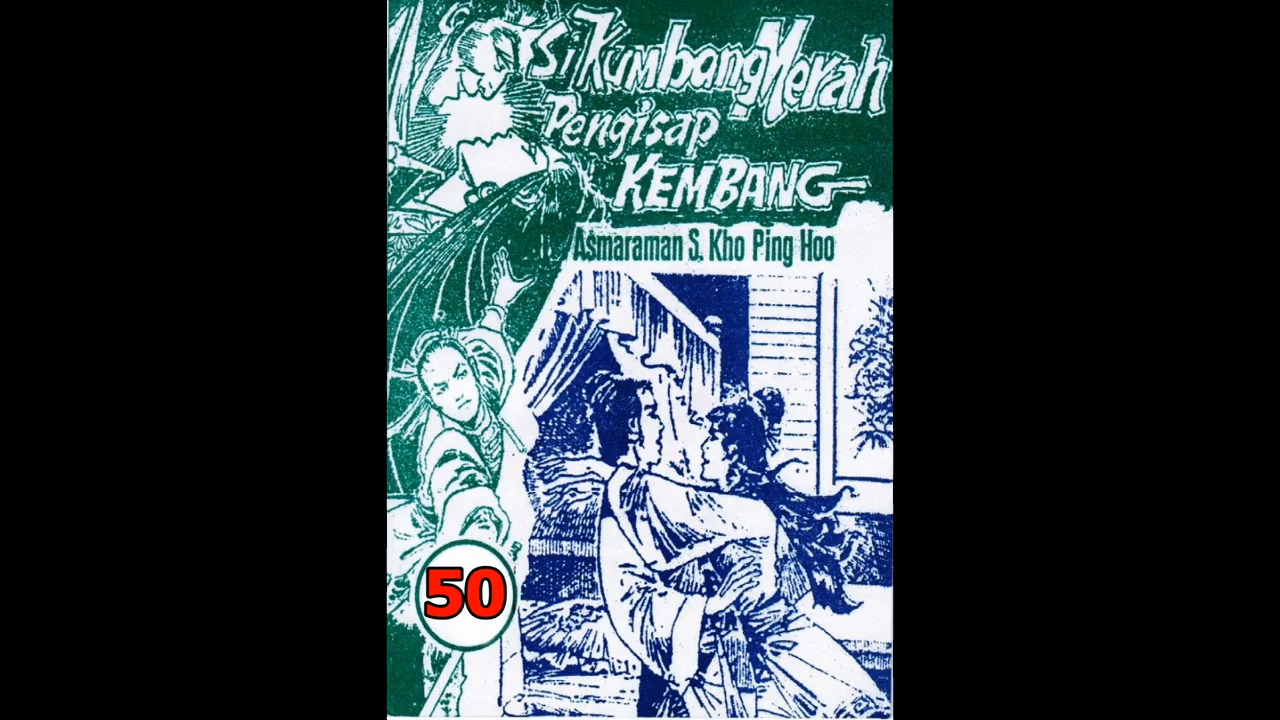 Si Kumbang Merah
Pengisap
KEMBANG
Asmaraman S. Kho Ping Hoo
50